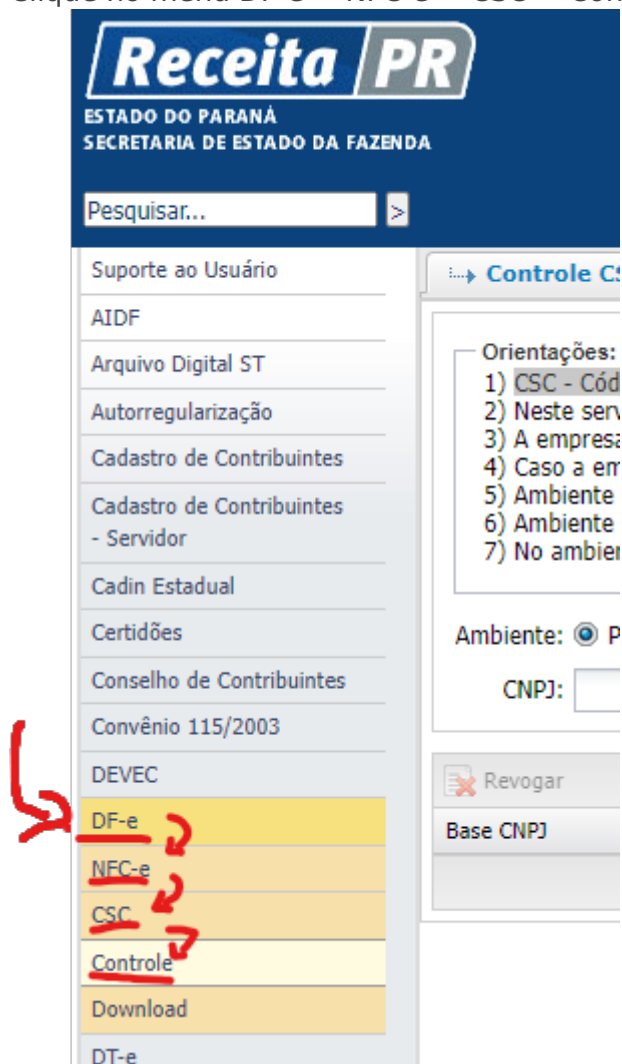 Receita PR
ESTADO DO PARANÁ
SECRETARIA DE ESTADO DA FAZENDA
Pesquisar... >
Suporte ao Usuário
AIDF
Arquivo Digital ST
Autorregularização
Cadastro de Contribuintes
Cadastro de Contribuintes
- Servidor
Cadin Estadual
Certidões
Conselho de Contribuintes
Convênio 115/2003
DEVEC
DF-e
NFC-e
CSC
Controle
Download
DT-e
Controle CS
Orientações:
1) CSC - Cód
2) Neste serv
3) A empresa
4) Caso a em
5) Ambiente
6) Ambiente
7) No ambien
Ambiente: P
CNPJ:
Revogar
Base CNPJ